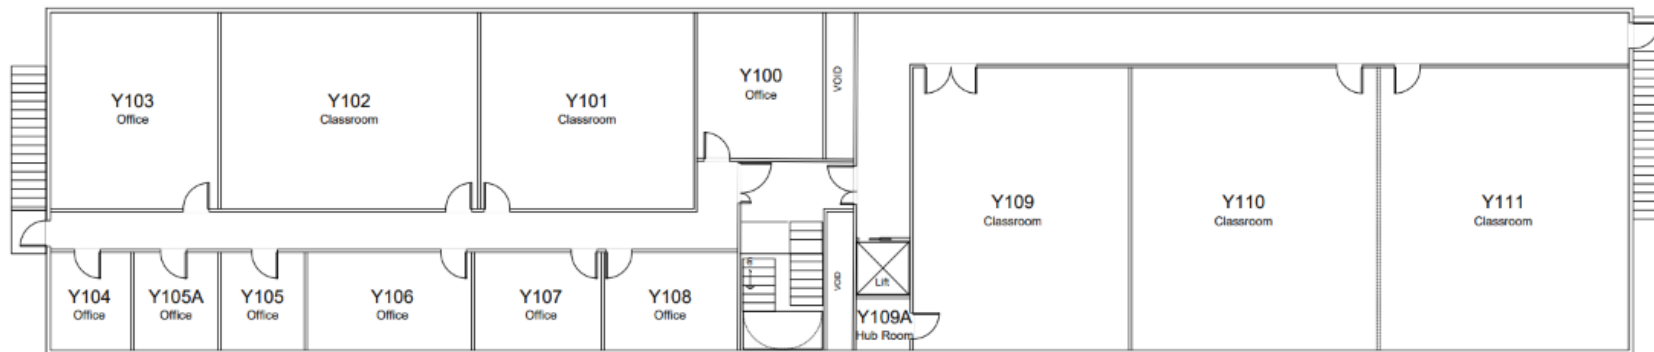 Y103
Office
Y102
Classroom
Y101
Classroom
Y100
Office
VOID
Y109
Classroom
Y110
Classroom
Y111
Classroom
Y104
Office
Y105A
Office
Y105
Office
Y106
Office
Y107
Office
Y108
Office
VOID
Lift
Y109A
Hub Room